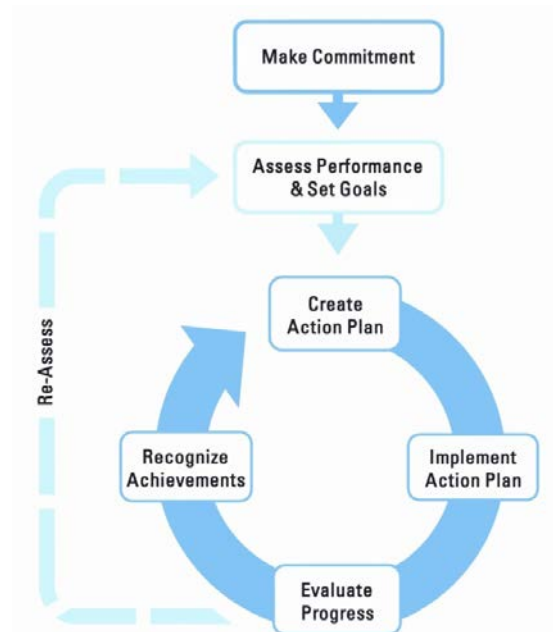 Make Commitment
Assess Performance
& Set Goals
Create
Action Plan
Re-Assess
Recognize
Achievements
Implement
Action Plan
Evaluate
Progress